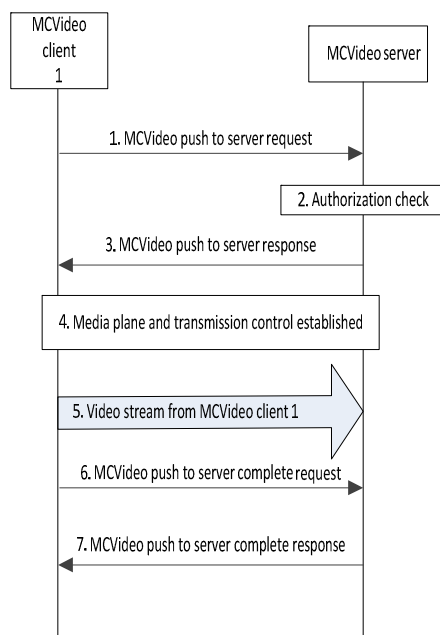 MCVideo
client
1
MCVideo server
1. MCVideo push to server request
2. Authorization check
3. MCVideo push to server response
4. Media plane and transmission control established
5. Video stream from MCVideo client 1
6. MCVideo push to server complete request
7. MCVideo push to server complete response